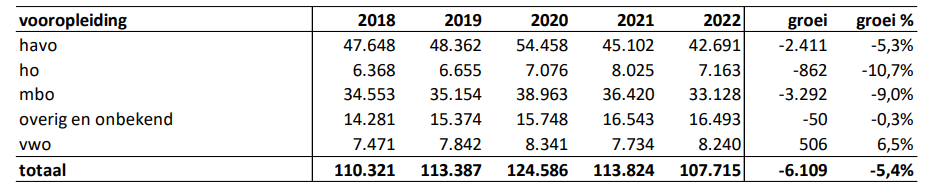 vooropleiding 2018 2019 2020 2021 2022 groei groei %
havo 47.648 48.362 54.458 45.102 42.691 -2.411 -5,3%
ho 6.368 6.655 7.076 8.025 7.163 -862 -10,7%
mbo 34.553 35.154 38.963 36.420 33.128 -3.292 -9,0%
overig en onbekend 14.281 15.374 15.748 16.543 16.493 -50 -0,3%
vwo 7.471 7.842 8.341 7.734 8.240 506 6,5%
totaal 110.321 113.387 124.586 113.824 107.715 -6.109 -5,4%